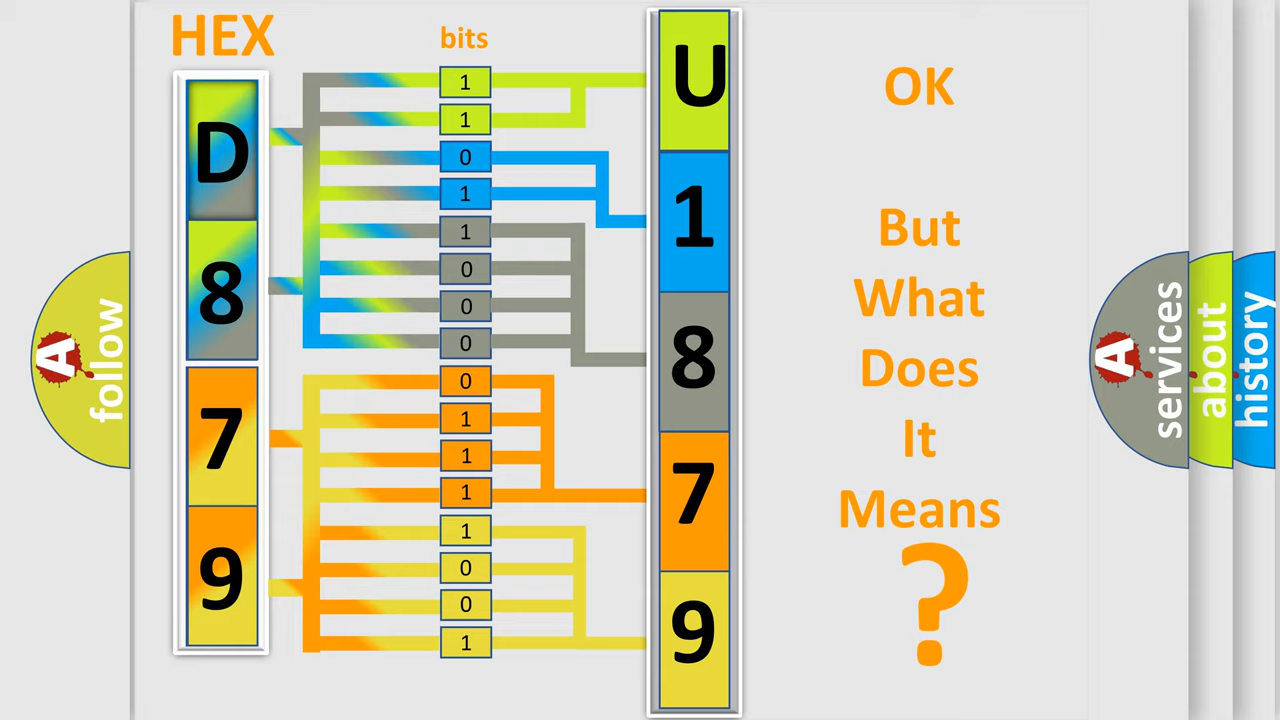 HEX
bits
D
8
7
9
1
1
0
1
1
0
0
0
0
1
1
1
1
0
0
1
U
1
8
7
9
OK
But
What
Does
It
Means
?
A
follow
A
services
about
history